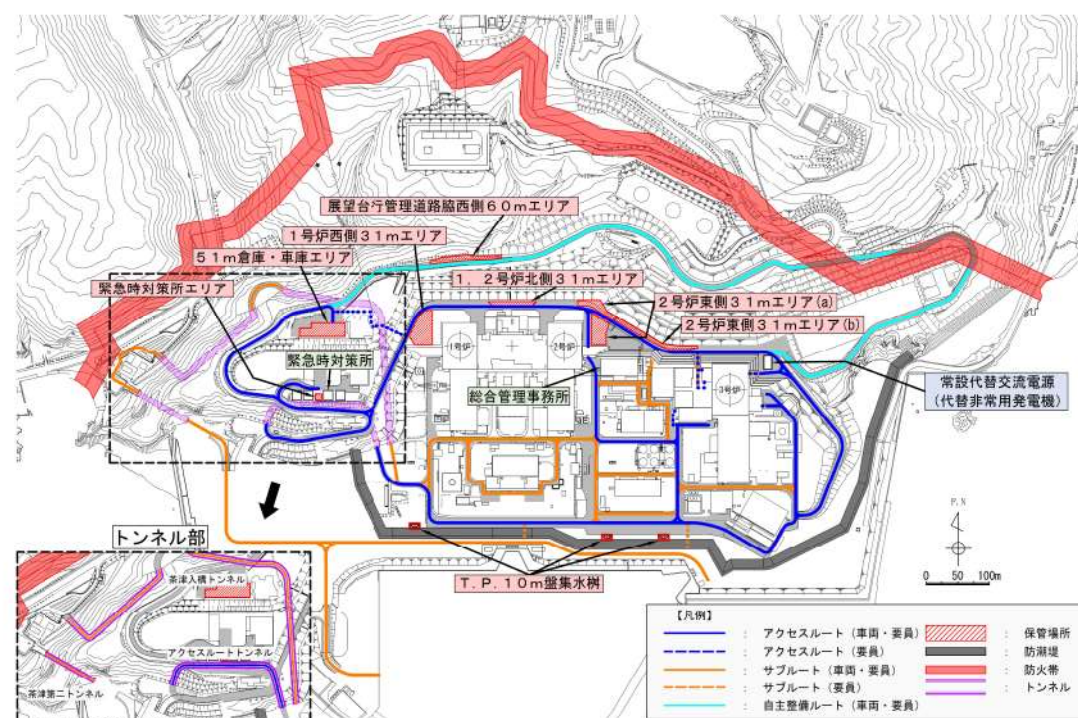 展望台行管理道路脇西側60mエリア
1号炉西側31mエリア
51m倉庫・車庫エリア
緊急時対策所エリア
1,2号炉北側31mエリア
2号炉東側31mエリア(a)
2号炉東側31mエリア(b)
緊急時対策所
1号炉
2号炉
3号炉
総合管理事務所
常設代替交流電源
(代替非常用発電機)
トンネル部
茶津入構トンネル
アクセスルートトンネル
茶津第二トンネル
T.P.10m盤集水桝
P.N
0 50 100m
【凡例】
: アクセスルート(車両・要員)
: アクセスルート(要員)
: サブルート(車両・要員)
: サブルート(要員)
: 自主整備ルート(車両・要員)
: 保管場所
: 防潮堤
: 防火帯
: トンネル